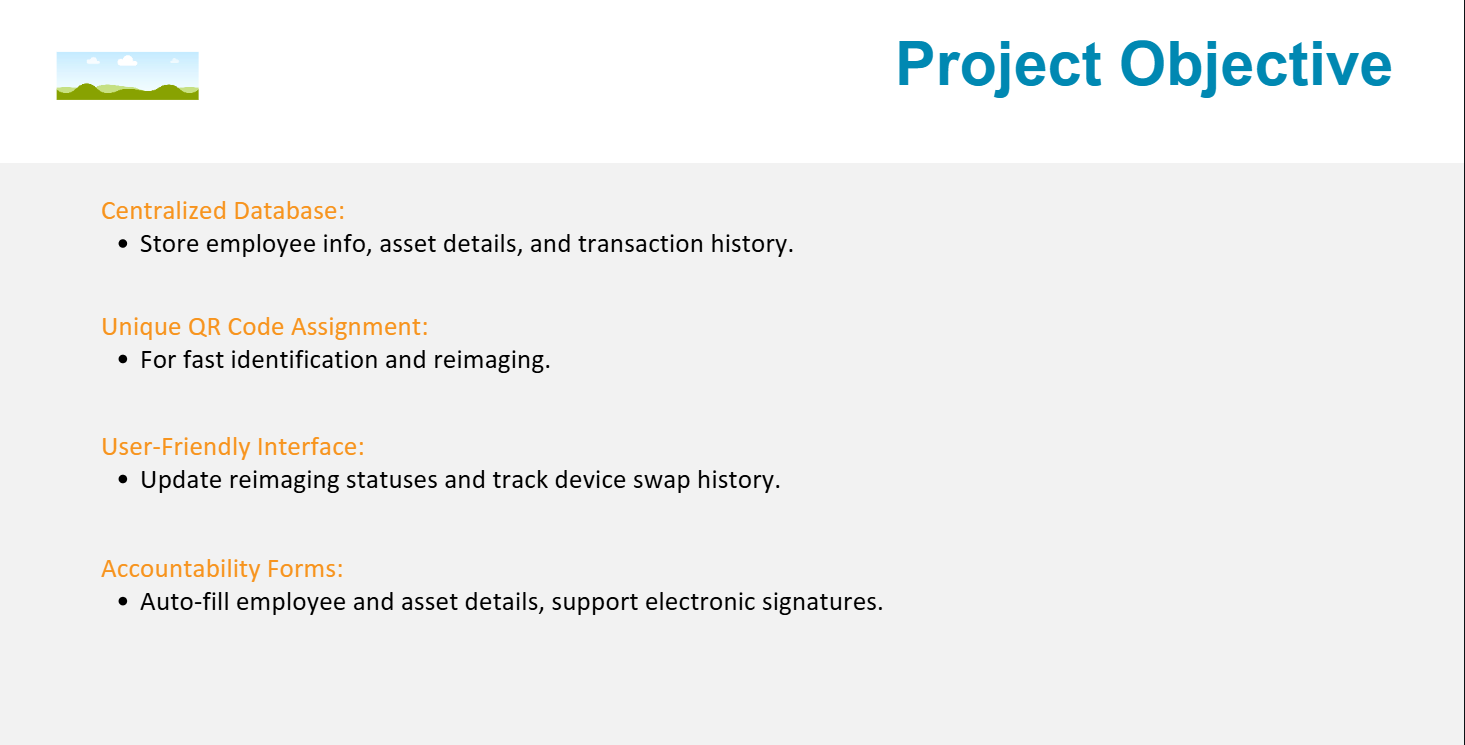 Project Objective
Centralized Database:
• Store employee info, asset details, and transaction history.
Unique QR Code Assignment:
• For fast identification and reimaging.
User-Friendly Interface:
• Update reimaging statuses and track device swap history.
Accountability Forms:
• Auto-fill employee and asset details, support electronic signatures.